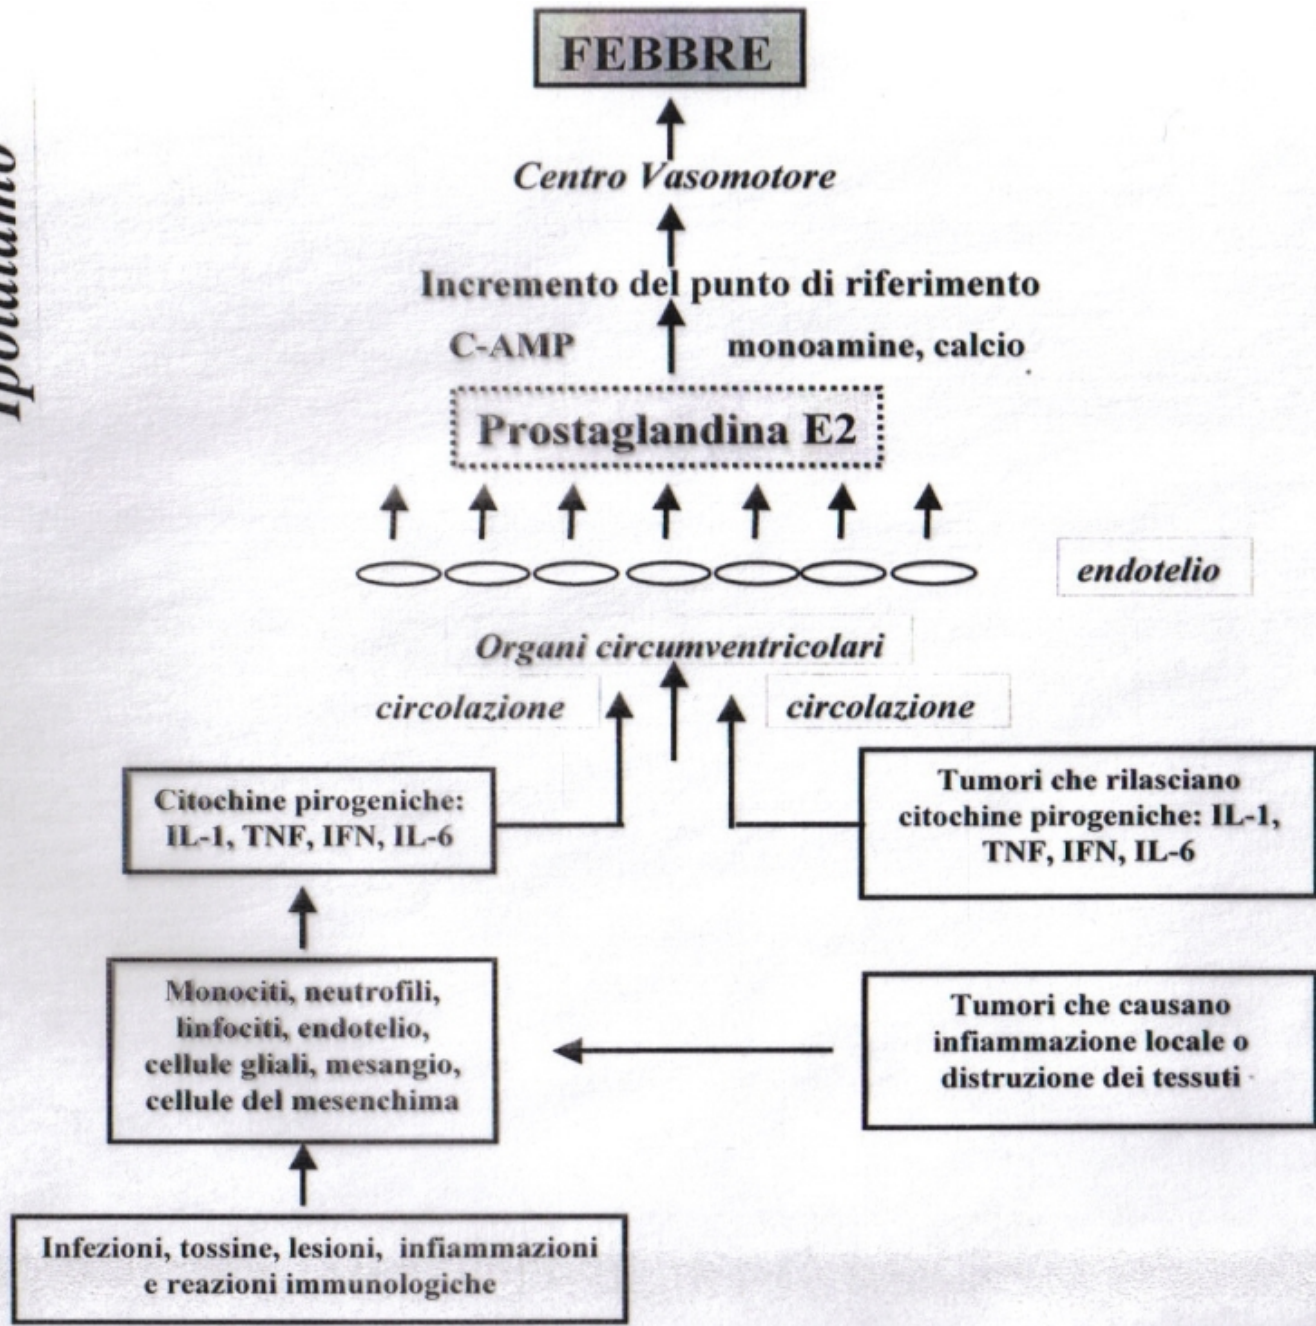 FEBBRE
Ipotalamo
Centro Vasomotore
Incremento del punto di riferimento
C-AMP
monoamine, calcio
Prostaglandina E2
endotelio
Organi circumventricolari
circolazione
circolazione
Citochine pirogeniche:
IL-1, TNF, IFN, IL-6
Tumori che rilasciano
citochine pirogeniche: IL-1,
TNF, IFN, IL-6
Monociti, neutrofili,
linfociti, endotelio,
cellule gliali, mesangio,
cellule del mesenchima
Tumori che causano
infiammazione locale o
distruzione dei tessuti
Infezioni, tossine, lesioni, infiammazioni
e reazioni immunologiche